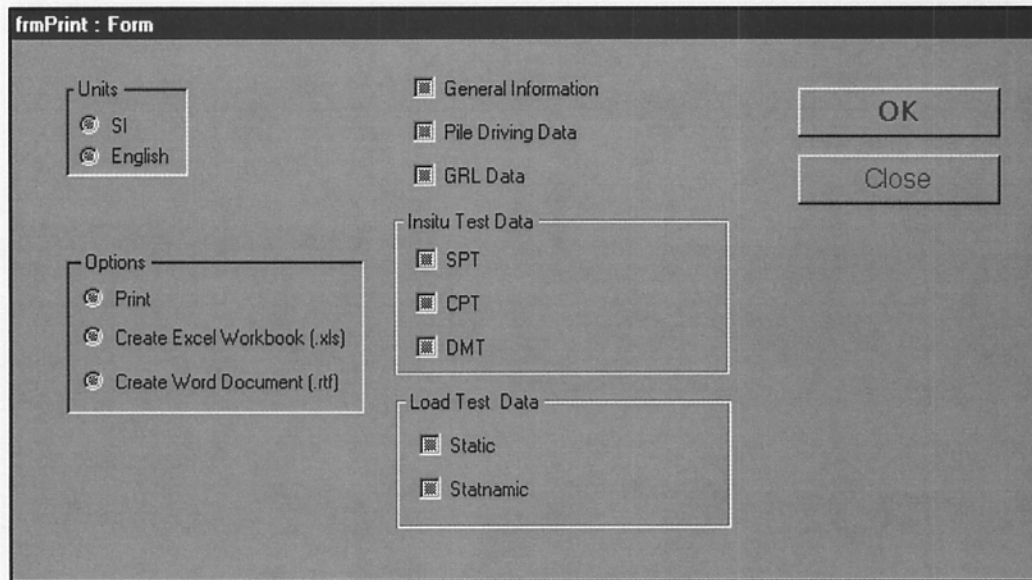 frmPrint : Form
Units
SI
English
Options
Print
Create Excel Workbook (.xls)
Create Word Document (.rtf)
General Information
Pile Driving Data
GRL Data
Insitu Test Data
SPT
CPT
DMT
Load Test Data
Static
Statnamic
OK
Close